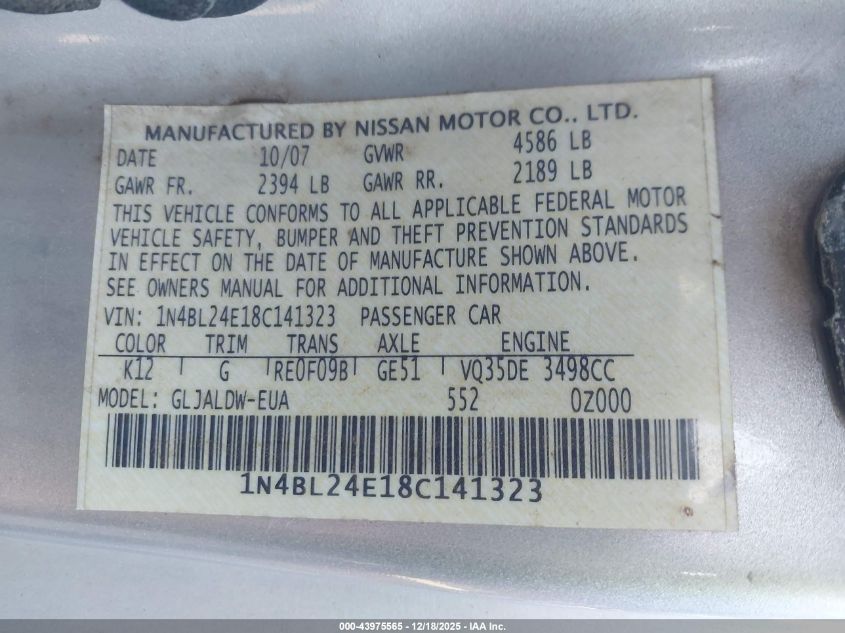 MANUFACTURED BY NISSAN MOTOR CO., LTD.
DATE 10/07 GVWR 4586 LB
GAWR FR. 2394 LB GAWR RR. 2189 LB
THIS VEHICLE CONFORMS TO ALL APPLICABLE FEDERAL MOTOR
VEHICLE SAFETY, BUMPER AND THEFT PREVENTION STANDARDS
IN EFFECT ON THE DATE OF MANUFACTURE SHOWN ABOVE.
SEE OWNERS MANUAL FOR ADDITIONAL INFORMATION.
VIN: 1N4BL24E18C141323 PASSENGER CAR
COLOR TRIM TRANS AXLE ENGINE
K12 G RE0F09B GE51 VQ35DE 3498CC
MODEL: GLJALDW-EUA 552 0Z000
1N4BL24E18C141323
000-43975565 - 12/18/2025 - IAA Inc.